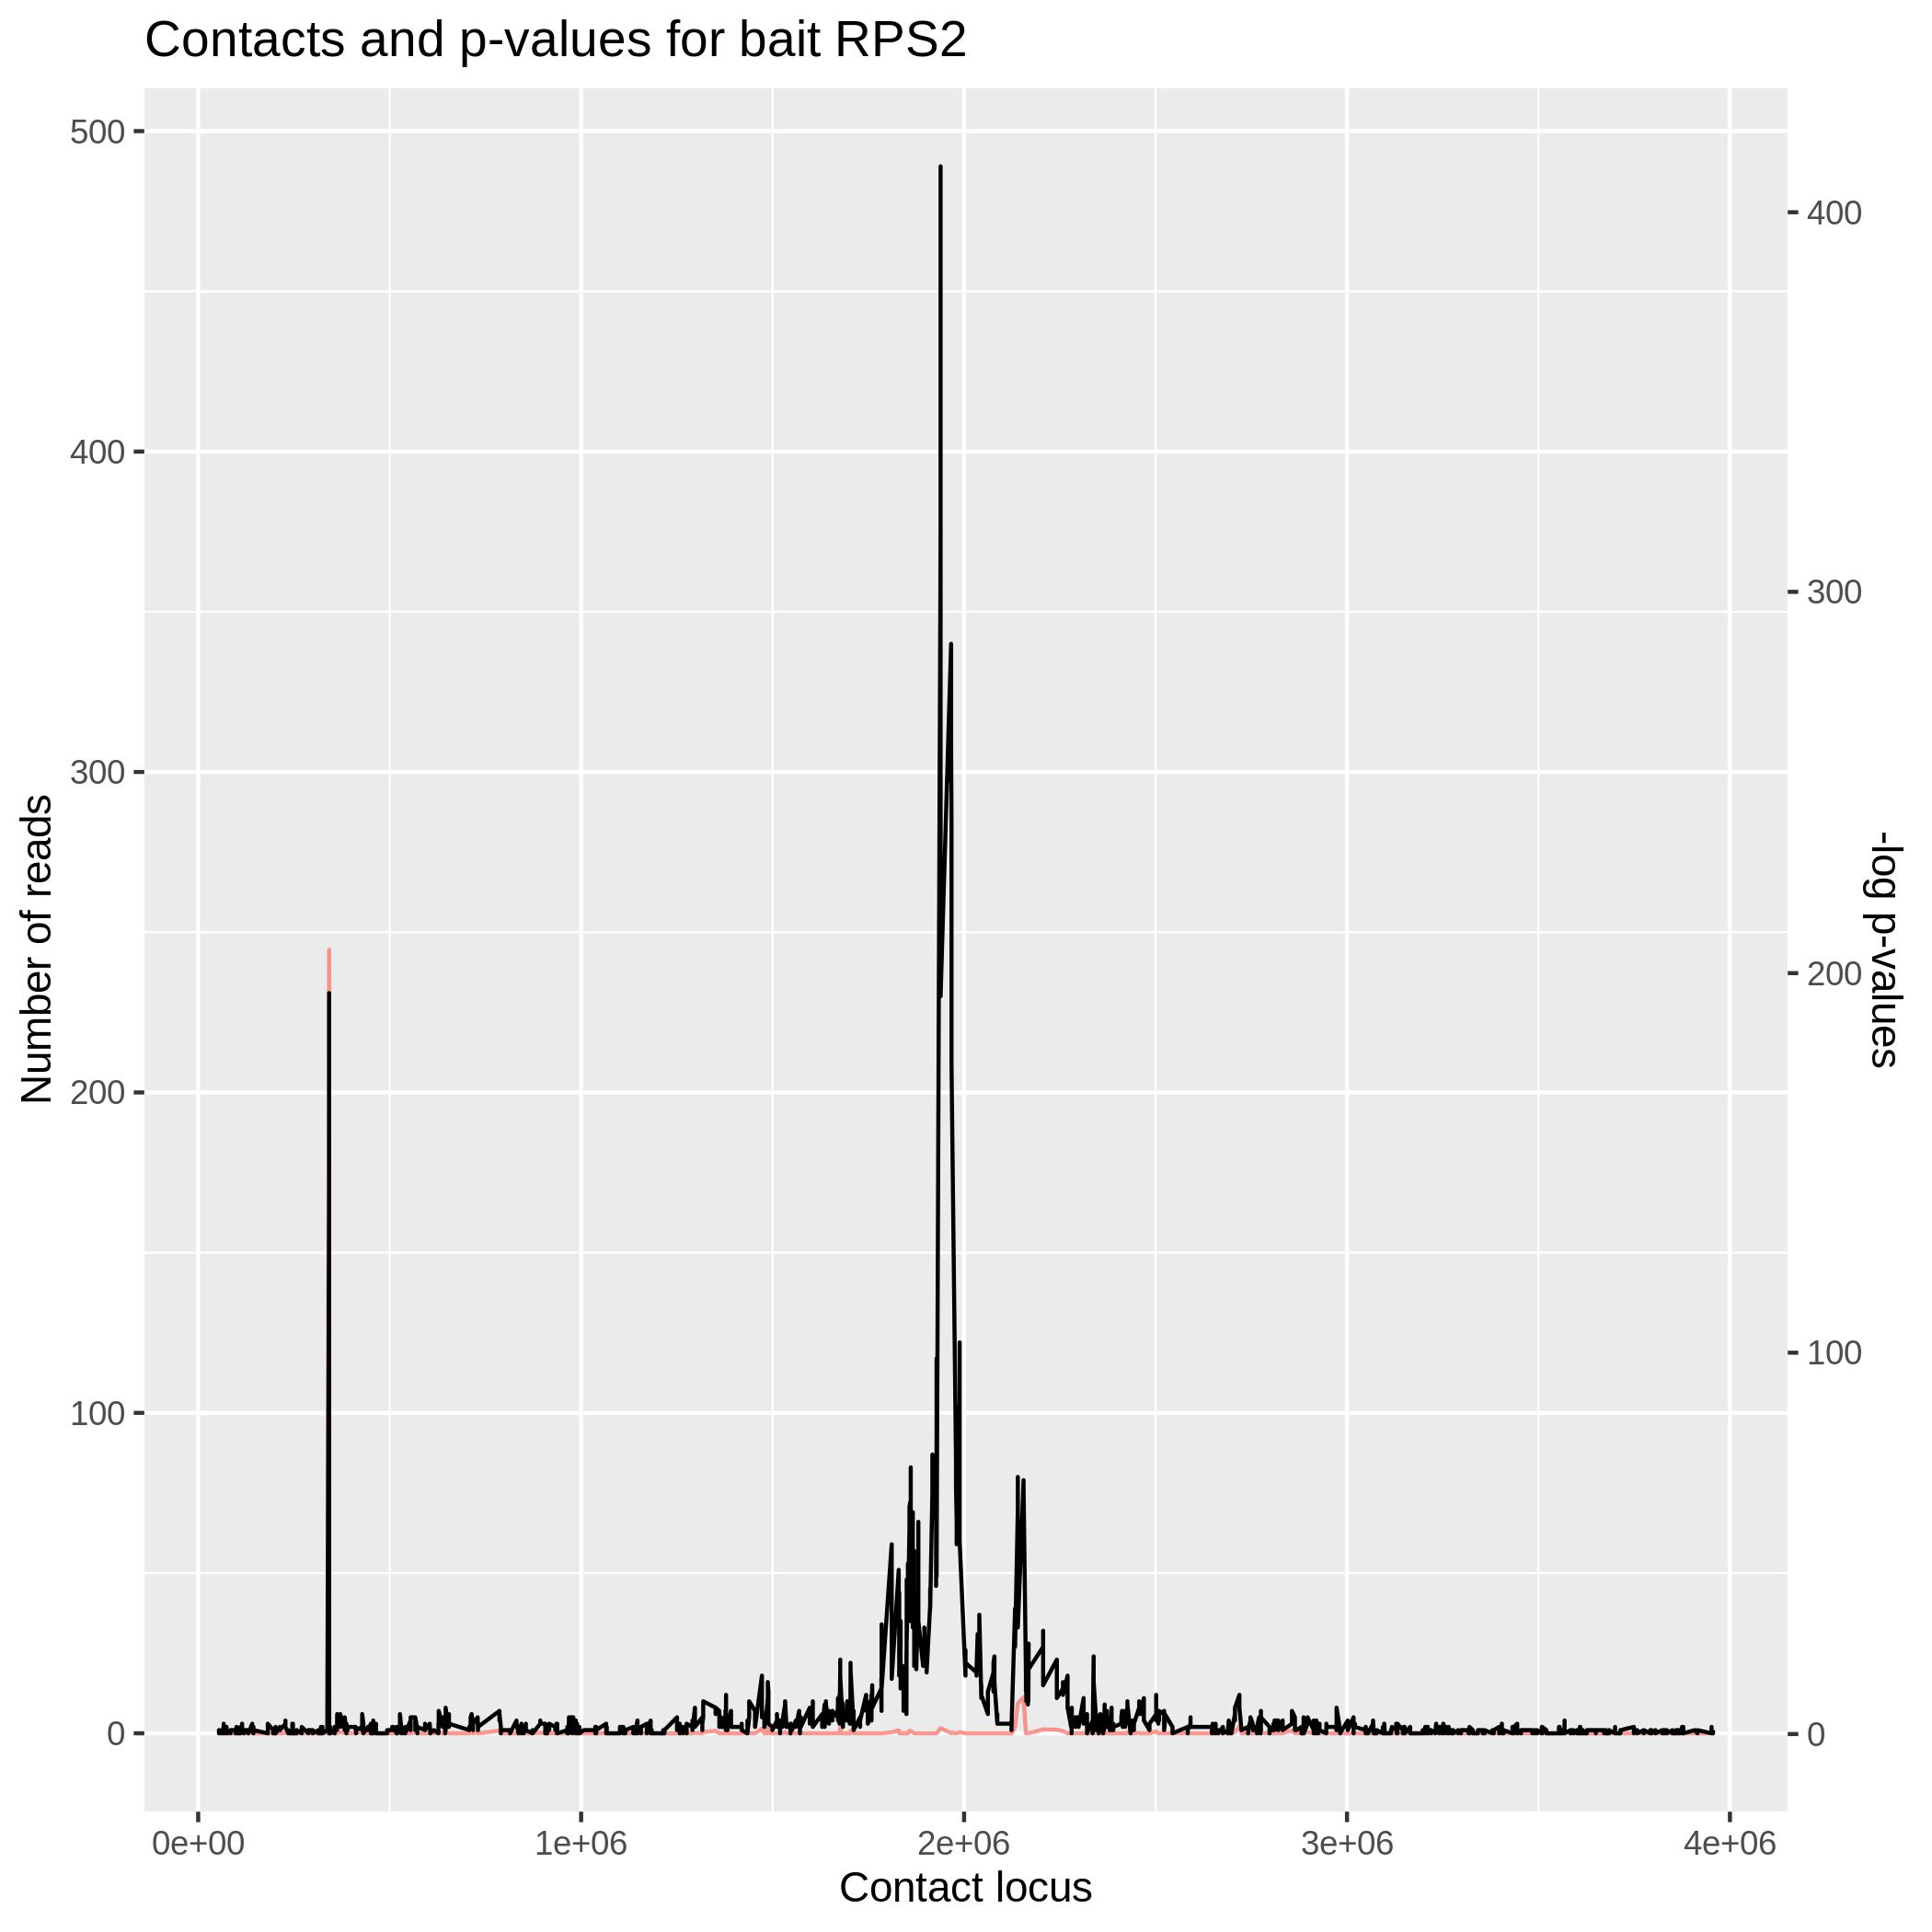 Contacts and p-values for bait RPS2
500
400
300
200
100
0
Number of reads
400
300
200
100
0
-log p-values
0e+00
1e+06
2e+06
3e+06
4e+06
Contact locus